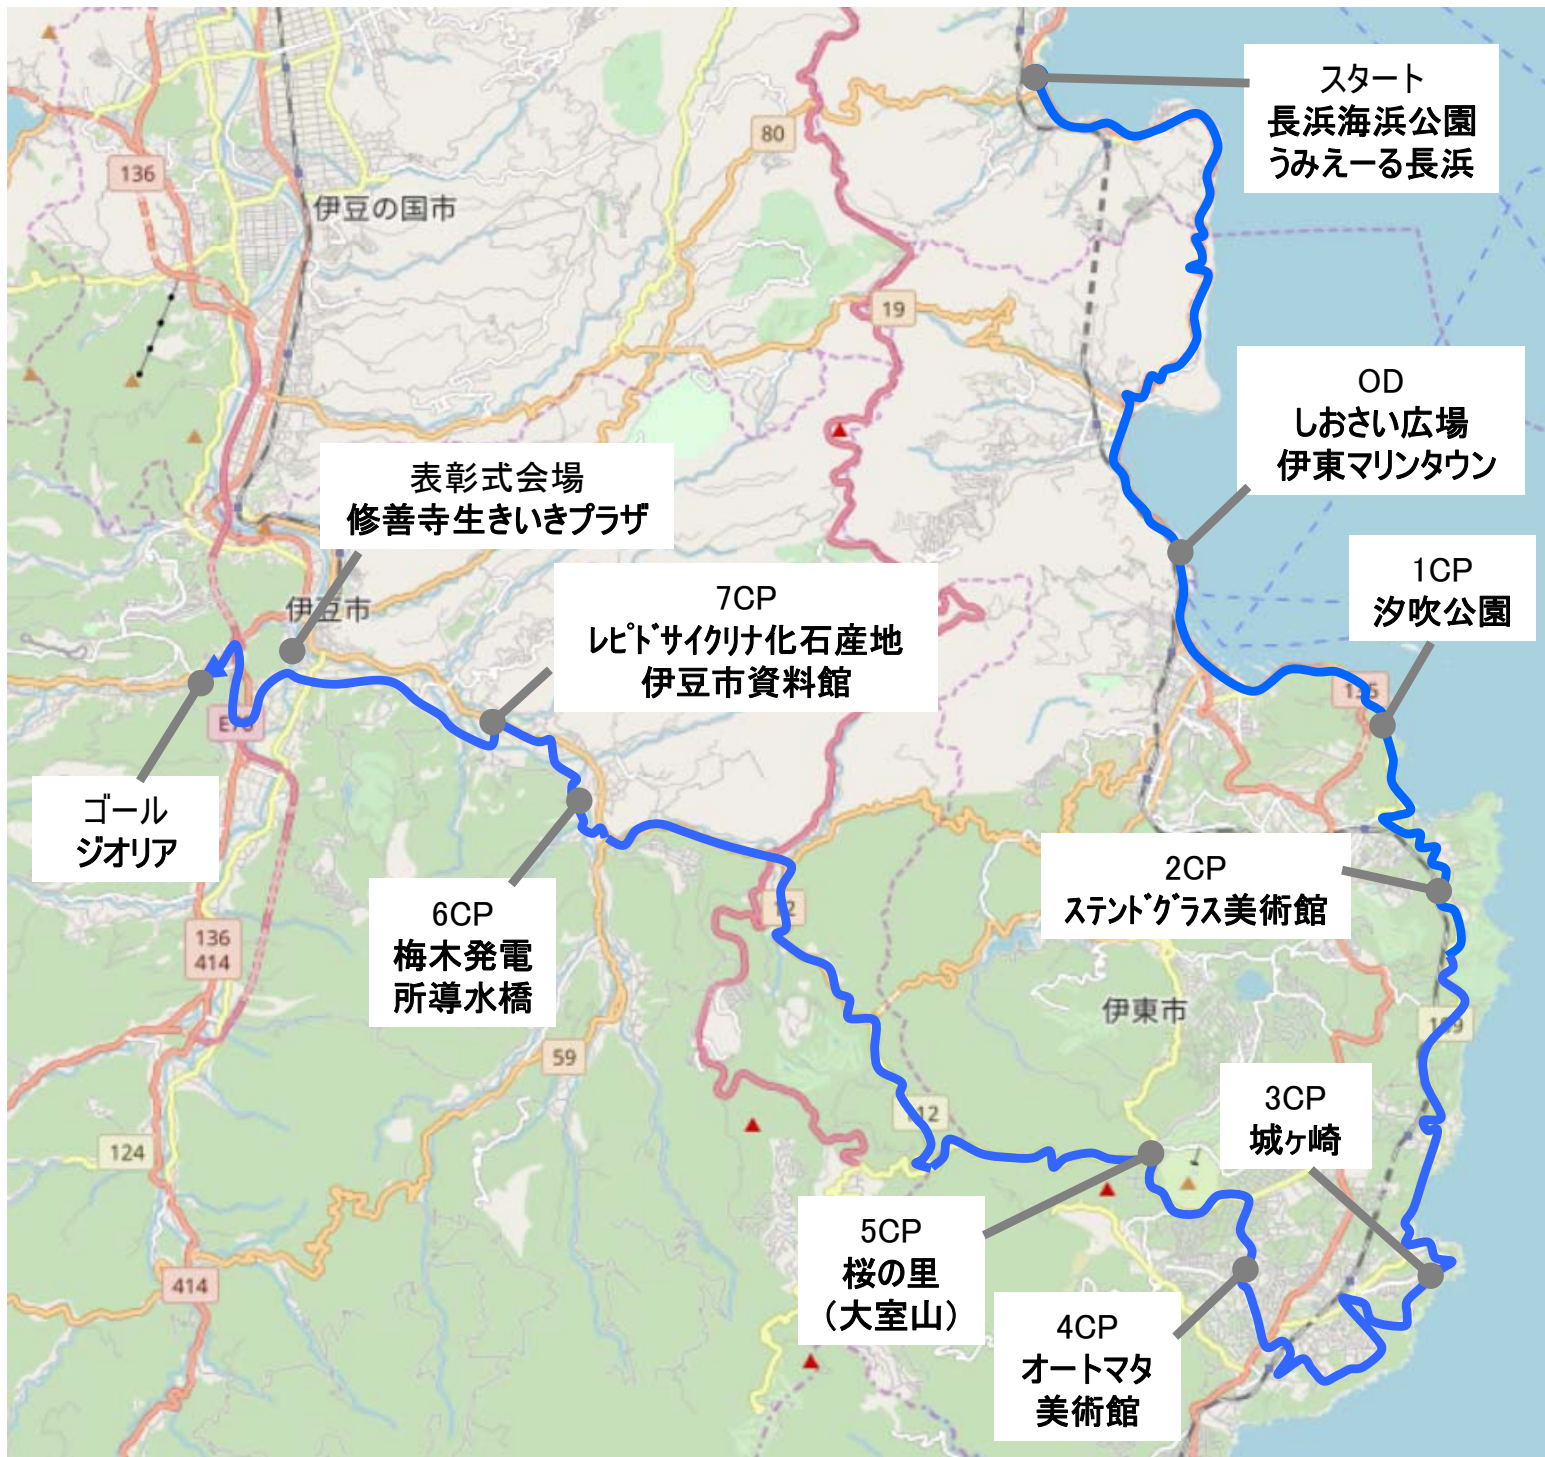 スタート
長浜海浜公園
うみえーる長浜
80
136
伊豆の国市
19
OD
しおさい広場
伊東マリンタウン
表彰式会場
修善寺生きいきプラザ
1CP
汐吹公園
7CP
ﾚﾋﾟﾄﾞｻｲｸﾘﾅ化石産地
伊豆市資料館
伊豆市
135
E70
ゴール
ジオリア
2CP
ｽﾃﾝﾄﾞｸﾞﾗｽ美術館
6CP
梅木発電
所導水橋
12
136
414
伊東市
109
59
3CP
城ヶ崎
112
124
5CP
桜の里
（大室山）
414
4CP
オートマタ
美術館